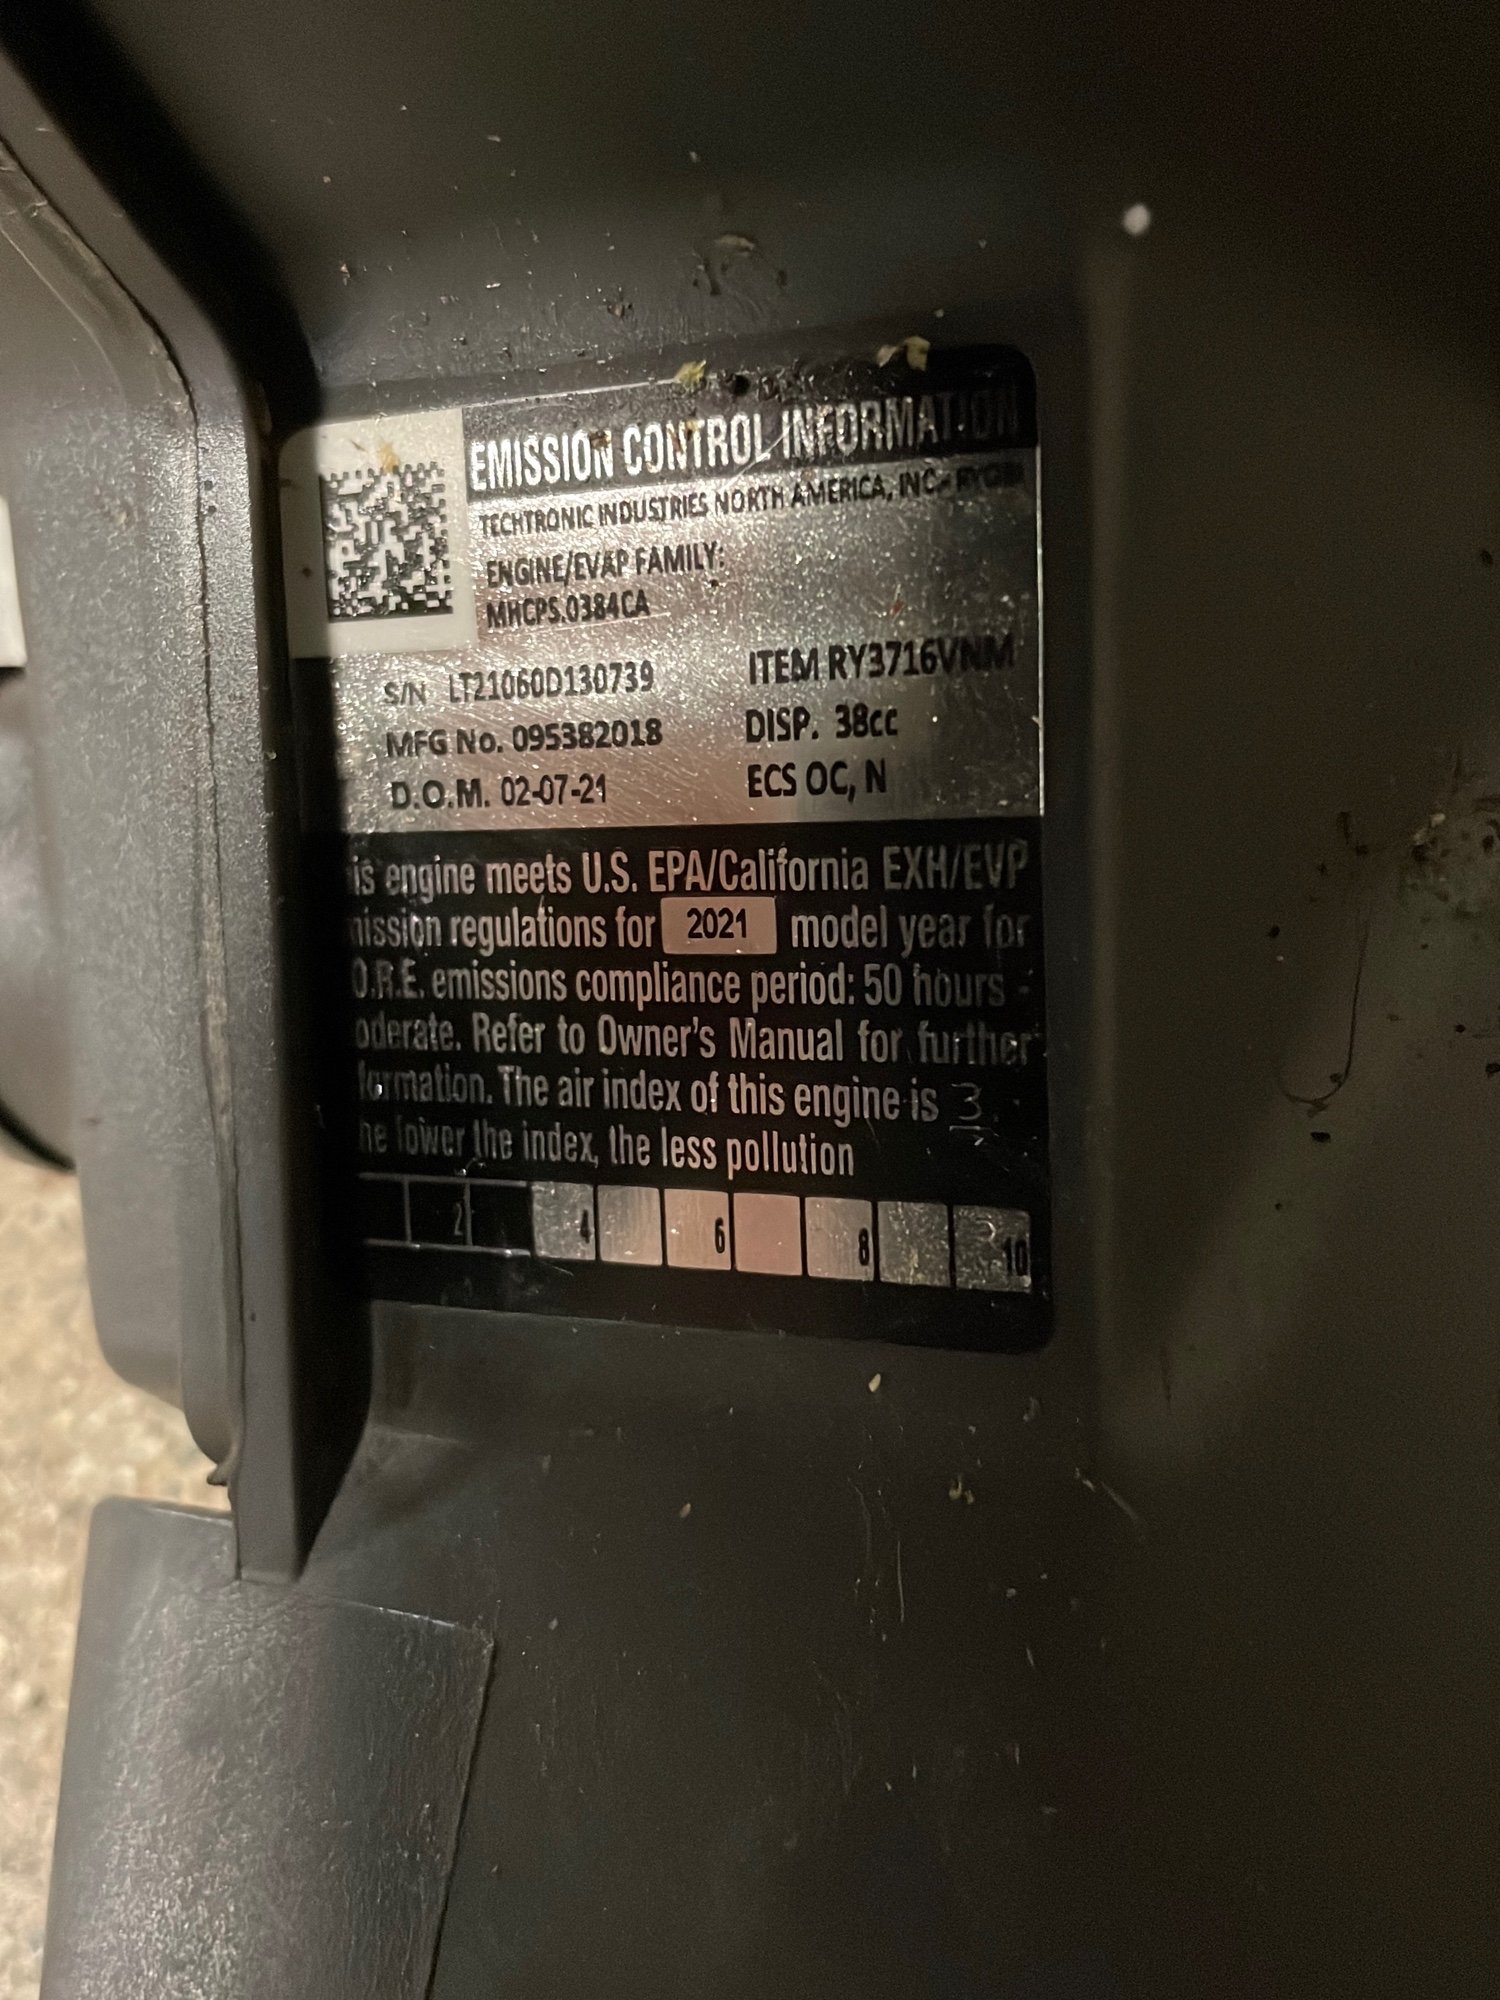 EMISSION CONTROL INFORMATION
TECHTRONIC INDUSTRIES NORTH AMERICA, INC.- RYOBI
ENGINE/EVAP FAMILY:
MHCPS.0384CA
S/N LT21060D130739
ITEM RY3716VNM
MFG No. 095382018
DISP. 38cc
D.O.M. 02-07-21
ECS OC, N
is engine meets U.S. EPA/California EXH/EVP
ission regulations for 2021 model year for
O.R.E. emissions compliance period: 50 hours -
oderate. Refer to Owner's Manual for further
formation. The air index of this engine is 3.
he lower the index, the less pollution
2 4 6 8 10